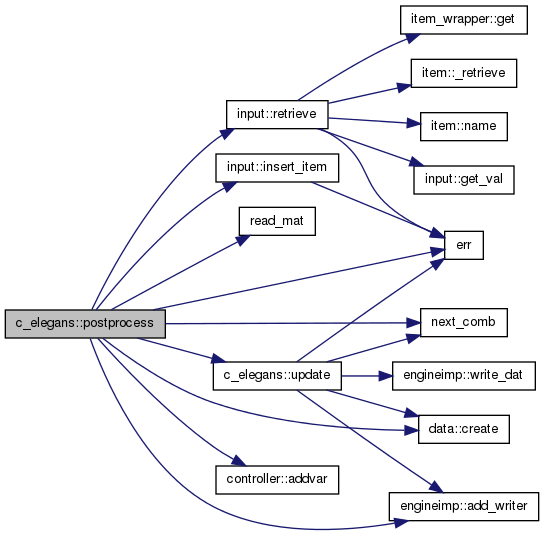 item_wrapper::get
item::_retrieve
input::retrieve
item::name
input::insert_item
input::get_val
read_mat
err
c_elegans::postprocess
next_comb
c_elegans::update
engineimp::write_dat
data::create
controller::addvar
engineimp::add_writer